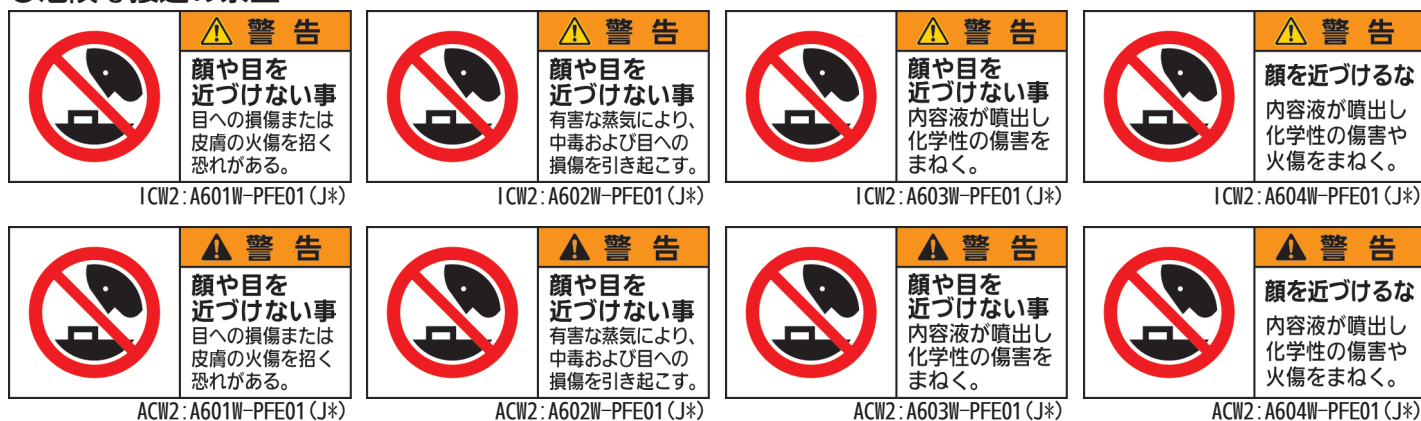 警告
顔や目を
近づけない事
目への損傷または
皮膚の火傷を招く
恐れがある。
ICW2:A601W-PFE01(J*)
警告
顔や目を
近づけない事
有害な蒸気により、
中毒および目への
損傷を引き起こす。
ICW2:A602W-PFE01(J*)
警告
顔や目を
近づけない事
内容液が噴出し
化学性の傷害を
まねく。
ICW2:A603W-PFE01(J*)
警告
顔を近づけるな
内容液が噴出し
化学性の傷害や
火傷をまねく。
ICW2:A604W-PFE01(J*)
警告
顔や目を
近づけない事
目への損傷または
皮膚の火傷を招く
恐れがある。
ACW2:A601W-PFE01(J*)
警告
顔や目を
近づけない事
有害な蒸気により、
中毒および目への
損傷を引き起こす。
ACW2:A602W-PFE01(J*)
警告
顔や目を
近づけない事
内容液が噴出し
化学性の傷害を
まねく。
ACW2:A603W-PFE01(J*)
警告
顔を近づけるな
内容液が噴出し
化学性の傷害や
火傷をまねく。
ACW2:A604W-PFE01(J*)